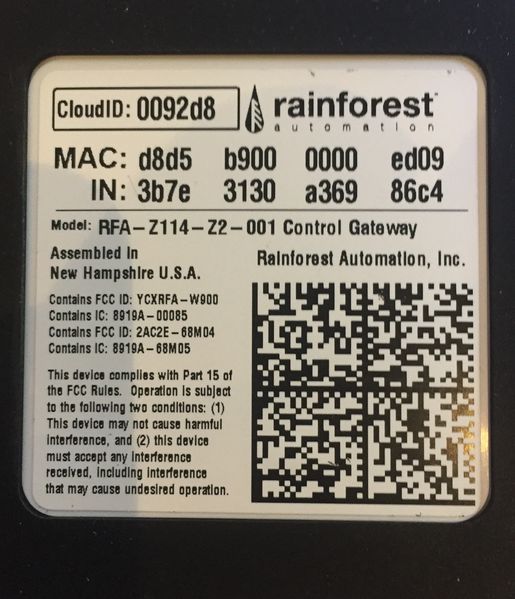 CloudID: 0092d8
rainforest™
automation
MAC: d8d5 b900 0000 ed09
IN: 3b7e 3130 a369 86c4
Model: RFA-Z114-Z2-001 Control Gateway
Assembled in
New Hampshire U.S.A.
Rainforest Automation, Inc.
Contains FCC ID: YCXRFA-W900
Contains IC: 8919A-00085
Contains FCC ID: 2AC2E-68M04
Contains IC: 8919A-68M05
This device complies with Part 15 of
the FCC Rules. Operation is subject
to the following two conditions: (1)
This device may not cause harmful
interference, and (2) this device
must accept any interference
received, including interference
that may cause undesired operation.